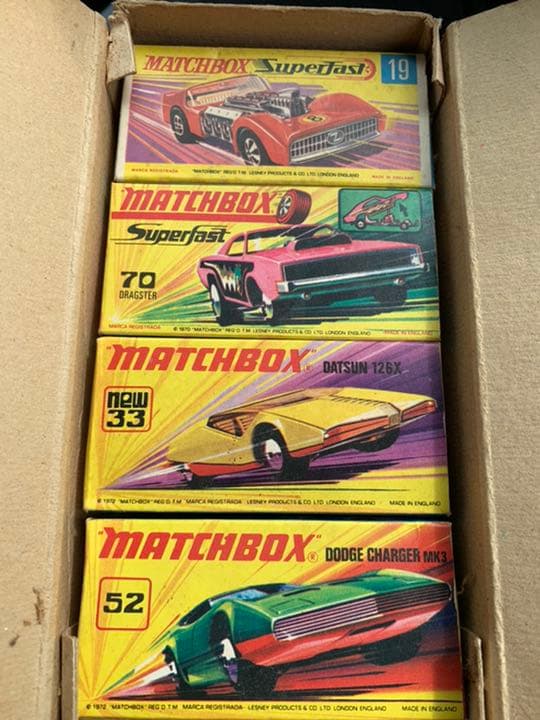 MATCHBOX Superfast 19
8
MARCA REGISTRADA "MATCHBOX" REG'D T.M. LESNEY PRODUCTS & CO. LTD. LONDON ENGLAND MADE IN ENGLAND
MATCHBOX
Superfast
70
DRAGSTER
MARCA REGISTRADA © 1970 "MATCHBOX" REG'D T.M. LESNEY PRODUCTS & CO. LTD. LONDON ENGLAND MADE IN ENGLAND
"MATCHBOX"® DATSUN 126X
new
33
© 1972 "MATCHBOX" REG'D T.M. MARCA REGISTRADA LESNEY PRODUCTS & CO. LTD. LONDON ENGLAND MADE IN ENGLAND
"MATCHBOX"® DODGE CHARGER MK3
52
© 1972 "MATCHBOX" REG'D T.M. MARCA REGISTRADA LESNEY PRODUCTS & CO. LTD. LONDON ENGLAND MADE IN ENGLAND